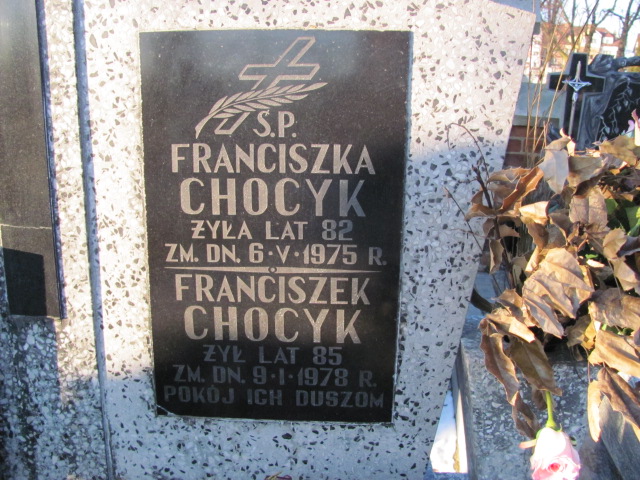 Ś.P.
FRANCISZKA
CHOCYK
ŻYŁA LAT 82
ZM. DN. 6·V·1975 R.
FRANCISZEK
CHOCYK
ŻYŁ LAT 85
ZM. DN. 9·I·1978 R.
POKÓJ ICH DUSZOM